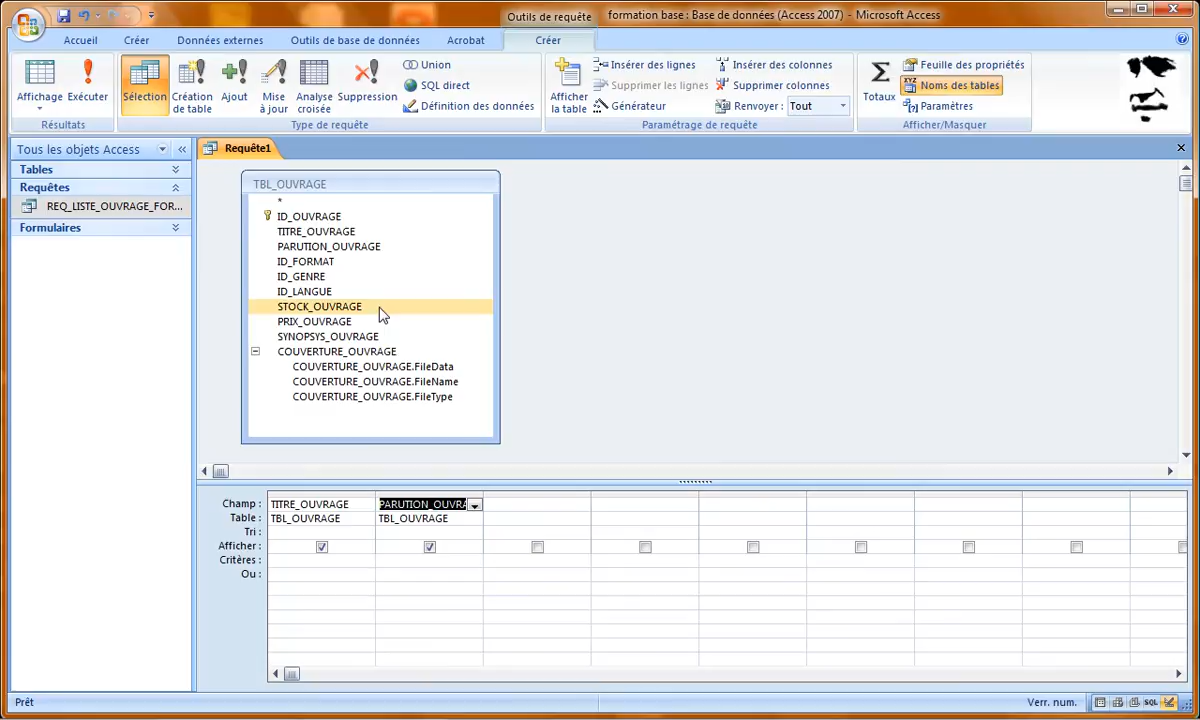 Outils de requête
formation base : Base de données (Access 2007) - Microsoft Access
Accueil Créer Données externes Outils de base de données Acrobat Créer
Affichage Exécuter
Résultats
Sélection Création de table Ajout Mise à jour Analyse croisée Suppression
Union
SQL direct
Définition des données
Type de requête
Afficher la table
Insérer des lignes
Supprimer les lignes
Générateur
Insérer des colonnes
Supprimer colonnes
Renvoyer : Tout
Paramétrage de requête
Totaux
Feuille des propriétés
Noms des tables
Paramètres
Afficher/Masquer
Tous les objets Access
Tables
Requêtes
REQ_LISTE_OUVRAGE_FOR...
Formulaires
Requête1
TBL_OUVRAGE
*
ID_OUVRAGE
TITRE_OUVRAGE
PARUTION_OUVRAGE
ID_FORMAT
ID_GENRE
ID_LANGUE
STOCK_OUVRAGE
PRIX_OUVRAGE
SYNOPSYS_OUVRAGE
COUVERTURE_OUVRAGE
COUVERTURE_OUVRAGE.FileData
COUVERTURE_OUVRAGE.FileName
COUVERTURE_OUVRAGE.FileType
Champ : TITRE_OUVRAGE PARUTION_OUVRA
Table : TBL_OUVRAGE TBL_OUVRAGE
Tri :
Afficher :
Critères :
Ou :
Prêt
Verr. num.
SQL